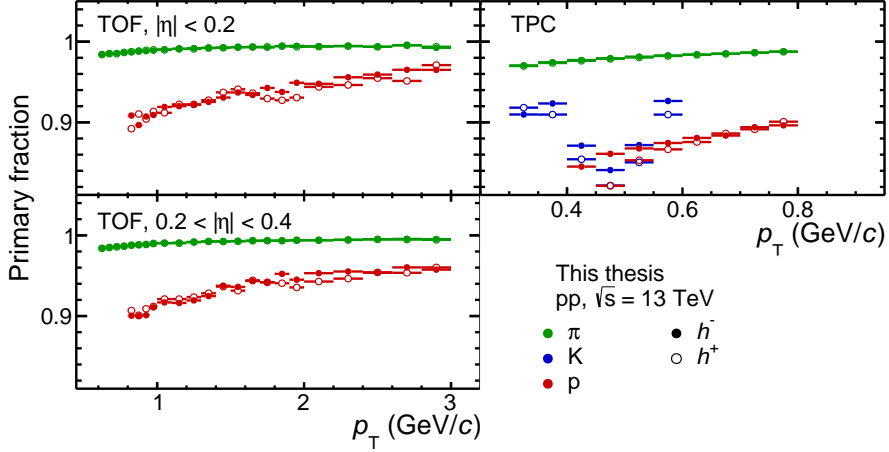 TOF, |η| < 0.2
TPC
1
0.9
0.4 0.6 0.8
p_T (GeV/c)
Primary fraction
TOF, 0.2 < |η| < 0.4
1
0.9
1 2 3
p_T (GeV/c)
This thesis
pp, √s = 13 TeV
π h⁻
K h⁺
p